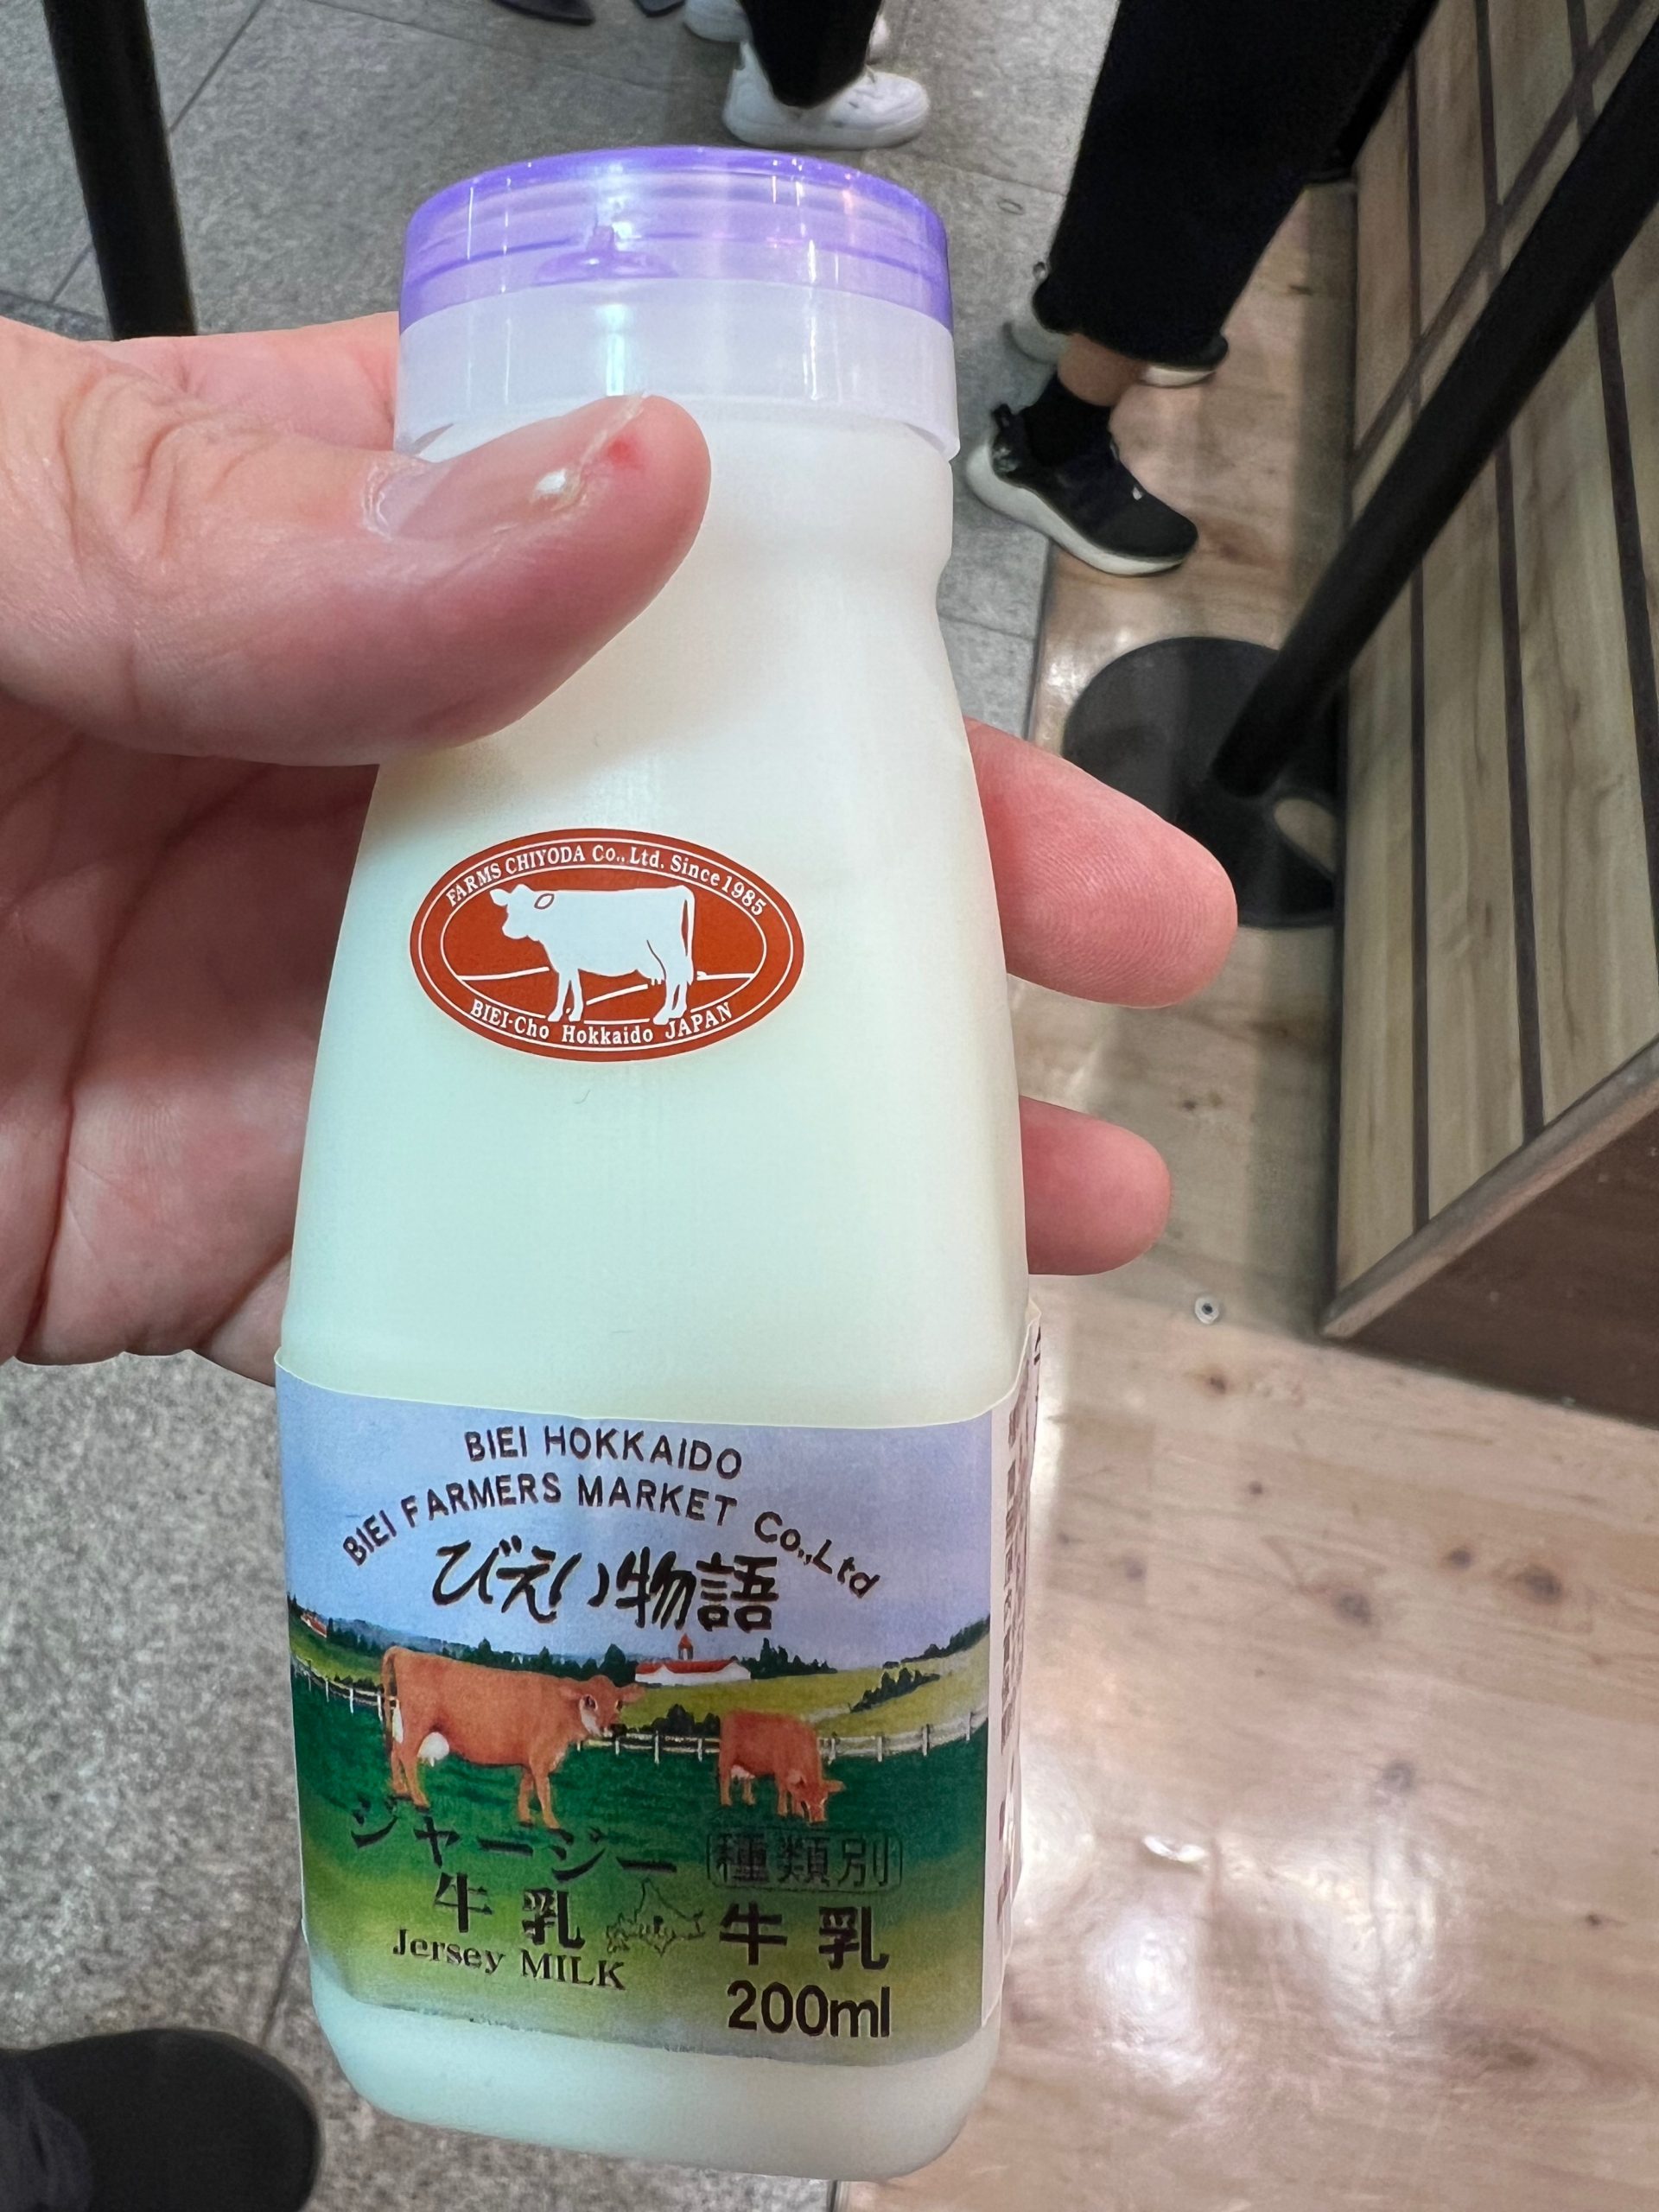 FARMS CHIYODA Co., Ltd. Since 1985
BIEI-Cho Hokkaido JAPAN
BIEI HOKKAIDO
BIEI FARMERS MARKET Co.,Ltd
びえい物語
ジャージー
牛乳
Jersey MILK
種類別
牛乳
200ml